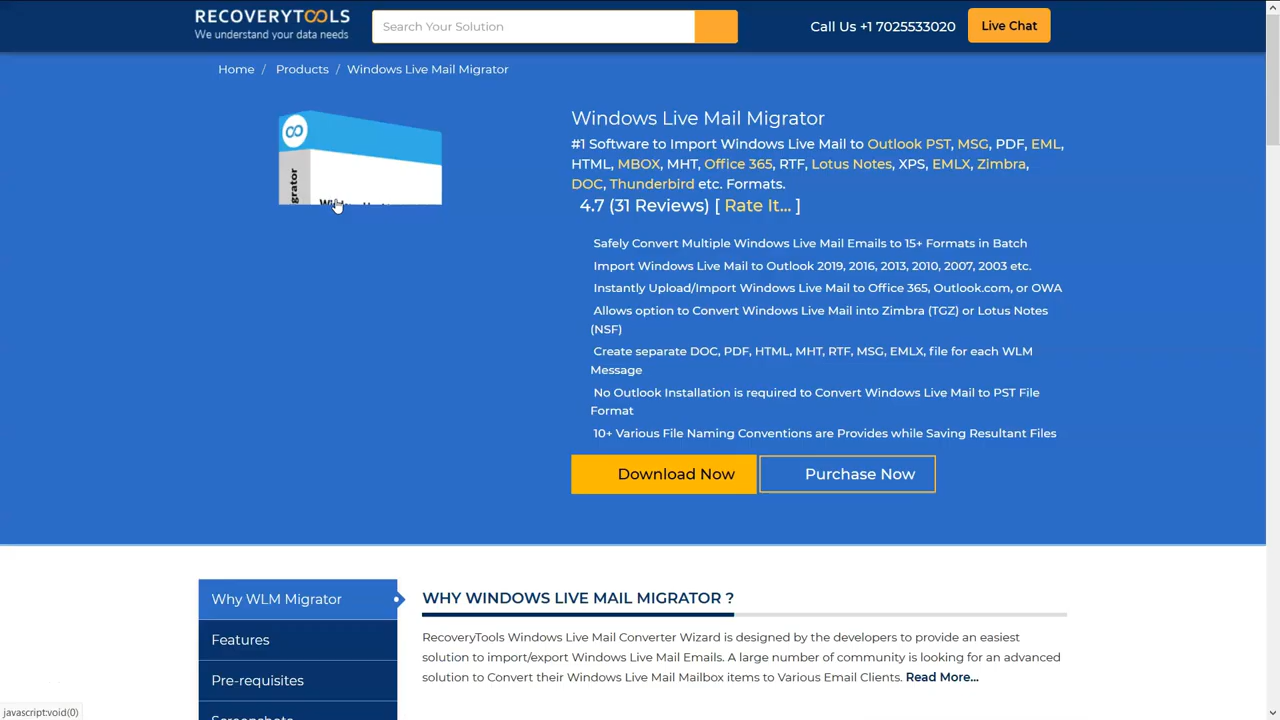 RECOVERYTOOLS
We understand your data needs
Search Your Solution
Call Us +1 7025533020
Live Chat
Home / Products / Windows Live Mail Migrator
grator
Windows Live Mail Migrator
#1 Software to Import Windows Live Mail to Outlook PST, MSG, PDF, EML,
HTML, MBOX, MHT, Office 365, RTF, Lotus Notes, XPS, EMLX, Zimbra,
DOC, Thunderbird etc. Formats.
4.7 (31 Reviews) [ Rate It... ]
Safely Convert Multiple Windows Live Mail Emails to 15+ Formats in Batch
Import Windows Live Mail to Outlook 2019, 2016, 2013, 2010, 2007, 2003 etc.
Instantly Upload/Import Windows Live Mail to Office 365, Outlook.com, or OWA
Allows option to Convert Windows Live Mail into Zimbra (TGZ) or Lotus Notes
(NSF)
Create separate DOC, PDF, HTML, MHT, RTF, MSG, EMLX, file for each WLM
Message
No Outlook Installation is required to Convert Windows Live Mail to PST File
Format
10+ Various File Naming Conventions are Provides while Saving Resultant Files
Download Now
Purchase Now
Why WLM Migrator
Features
Pre-requisites
Screenshots
WHY WINDOWS LIVE MAIL MIGRATOR ?
RecoveryTools Windows Live Mail Converter Wizard is designed by the developers to provide an easiest
solution to import/export Windows Live Mail Emails. A large number of community is looking for an advanced
solution to Convert their Windows Live Mail Mailbox items to Various Email Clients. Read More...
javascript:void(0)